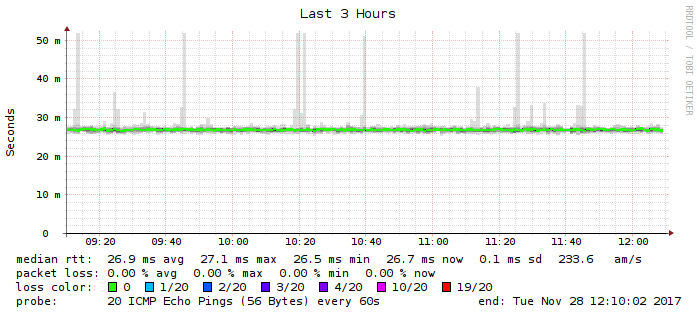 Last 3 Hours
RRDTOOL / TOBI OETIKER
Seconds
50 m
40 m
30 m
20 m
10 m
0
09:20 09:40 10:00 10:20 10:40 11:00 11:20 11:40 12:00
median rtt: 26.9 ms avg 27.1 ms max 26.5 ms min 26.7 ms now 0.1 ms sd 233.6 am/s
packet loss: 0.00 % avg 0.00 % max 0.00 % min 0.00 % now
loss color: 0 1/20 2/20 3/20 4/20 10/20 19/20
probe: 20 ICMP Echo Pings (56 Bytes) every 60s end: Tue Nov 28 12:10:02 2017